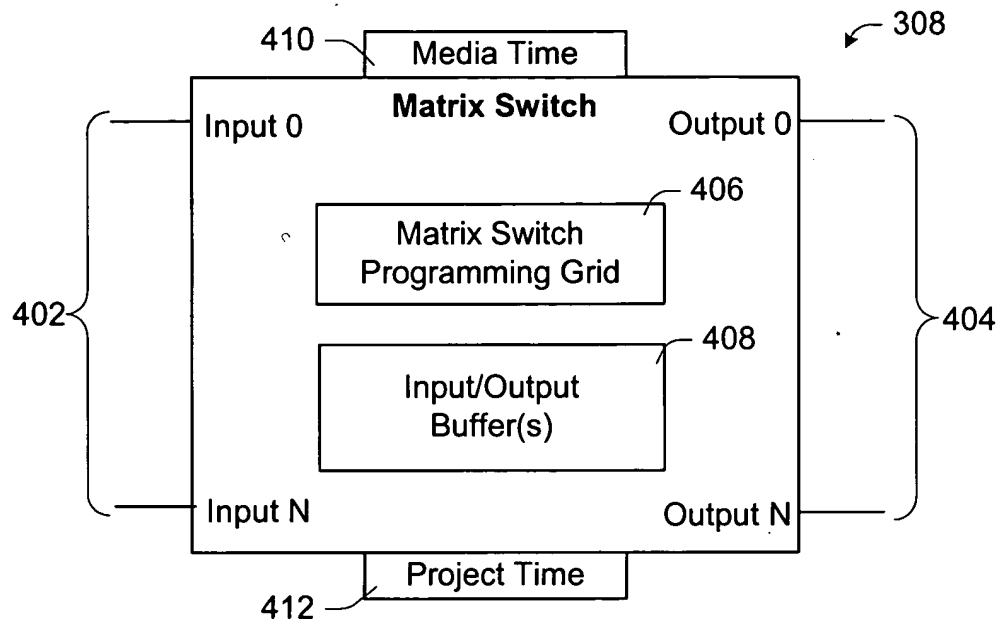 410
Media Time
308
Matrix Switch
Input 0
Output 0
406
Matrix Switch
Programming Grid
402
404
408
Input/Output
Buffer(s)
Input N
Output N
Project Time
412